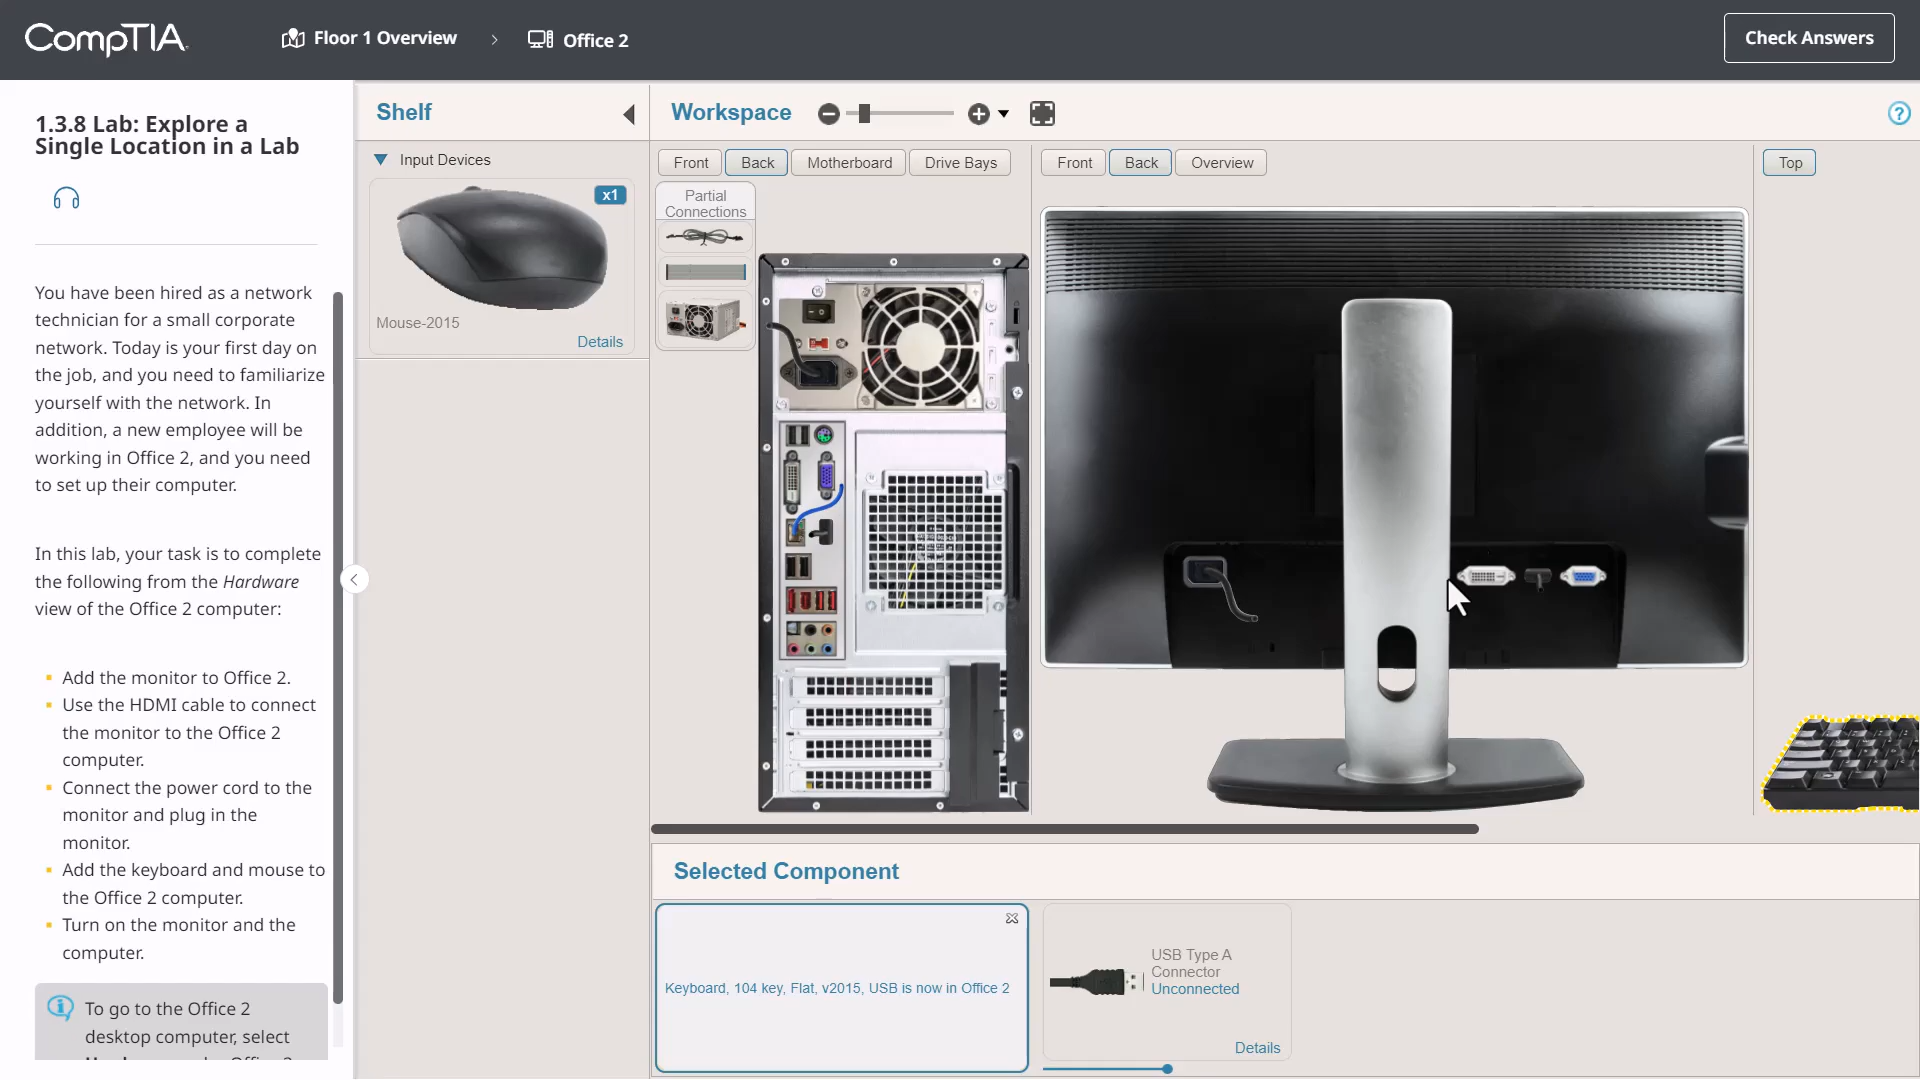 CompTIA
Floor 1 Overview
Office 2
Check Answers
1.3.8 Lab: Explore a
Single Location in a Lab
You have been hired as a network
technician for a small corporate
network. Today is your first day on
the job, and you need to familiarize
yourself with the network. In
addition, a new employee will be
working in Office 2, and you need
to set up their computer.
In this lab, your task is to complete
the following from the Hardware
view of the Office 2 computer:
Add the monitor to Office 2.
Use the HDMI cable to connect
the monitor to the Office 2
computer.
Connect the power cord to the
monitor and plug in the
monitor.
Add the keyboard and mouse to
the Office 2 computer.
Turn on the monitor and the
computer.
To go to the Office 2
desktop computer, select
Shelf
Input Devices
x1
Mouse-2015
Details
Workspace
?
Front
Back
Motherboard
Drive Bays
Partial
Connections
Front
Back
Overview
Top
Selected Component
Keyboard, 104 key, Flat, v2015, USB is now in Office 2
USB Type A
Connector
Unconnected
Details